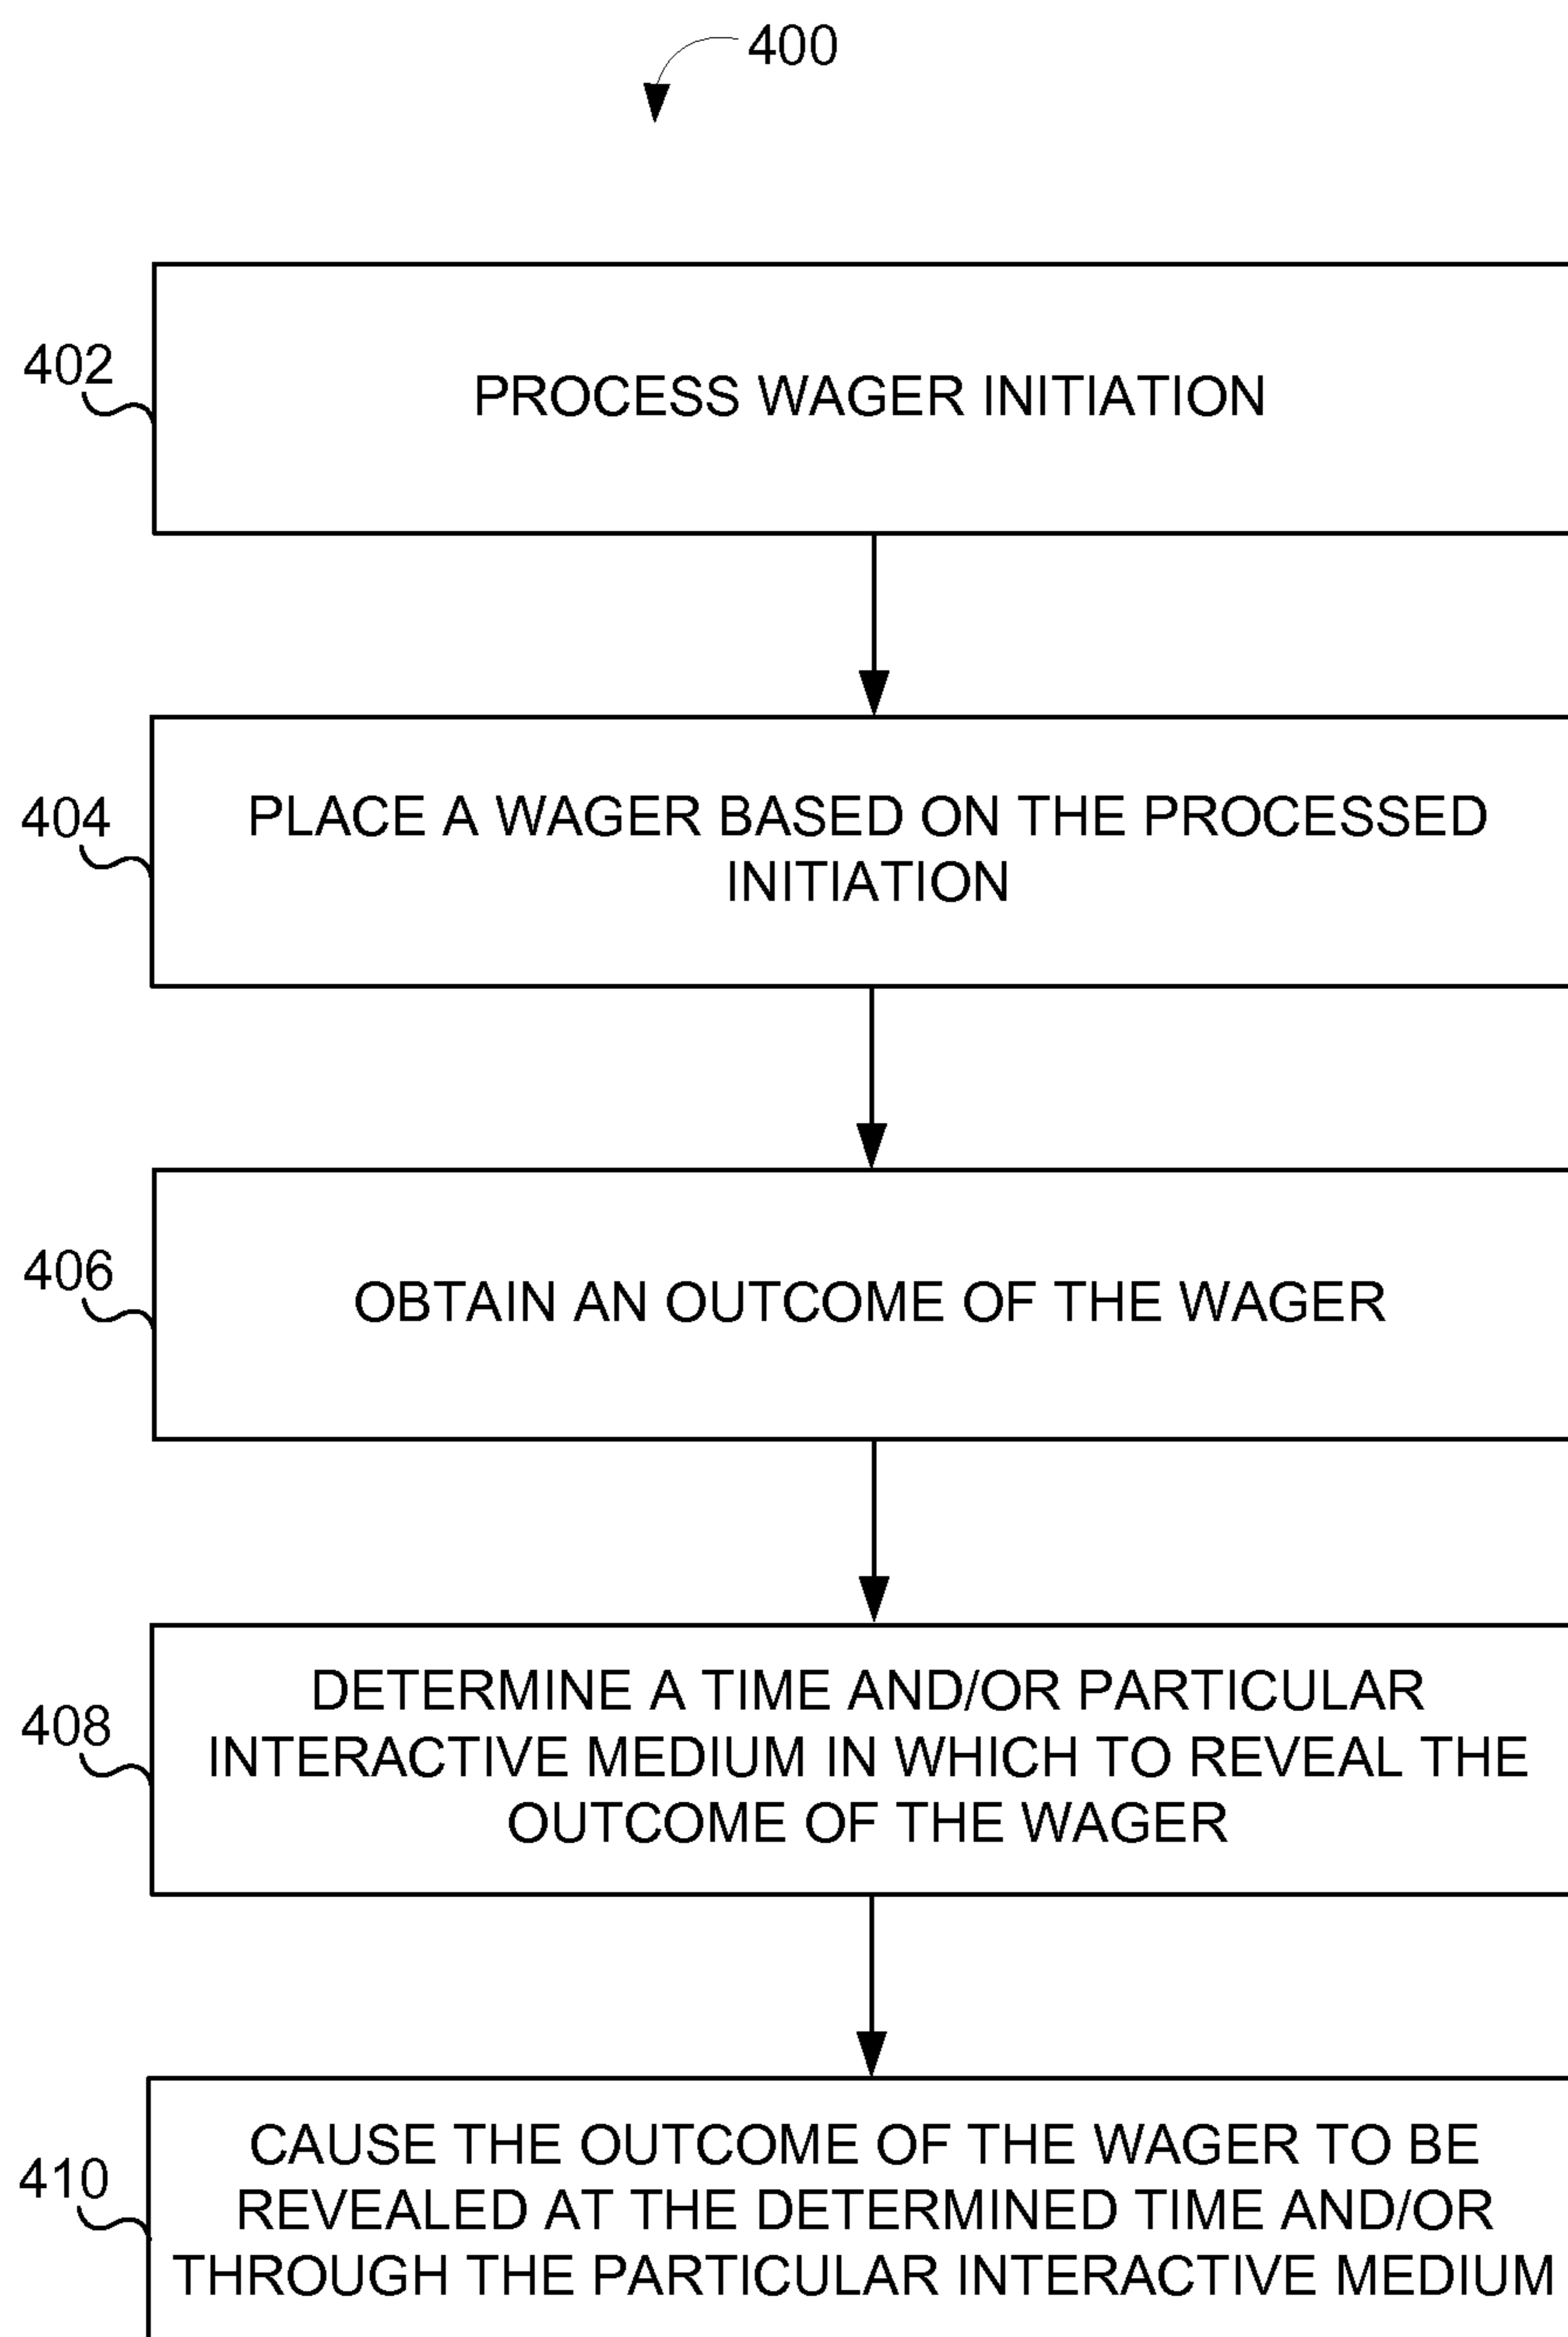 400
402
PROCESS WAGER INITIATION
404
PLACE A WAGER BASED ON THE PROCESSED
INITIATION
406
OBTAIN AN OUTCOME OF THE WAGER
408
DETERMINE A TIME AND/OR PARTICULAR
INTERACTIVE MEDIUM IN WHICH TO REVEAL THE
OUTCOME OF THE WAGER
410
CAUSE THE OUTCOME OF THE WAGER TO BE
REVEALED AT THE DETERMINED TIME AND/OR
THROUGH THE PARTICULAR INTERACTIVE MEDIUM